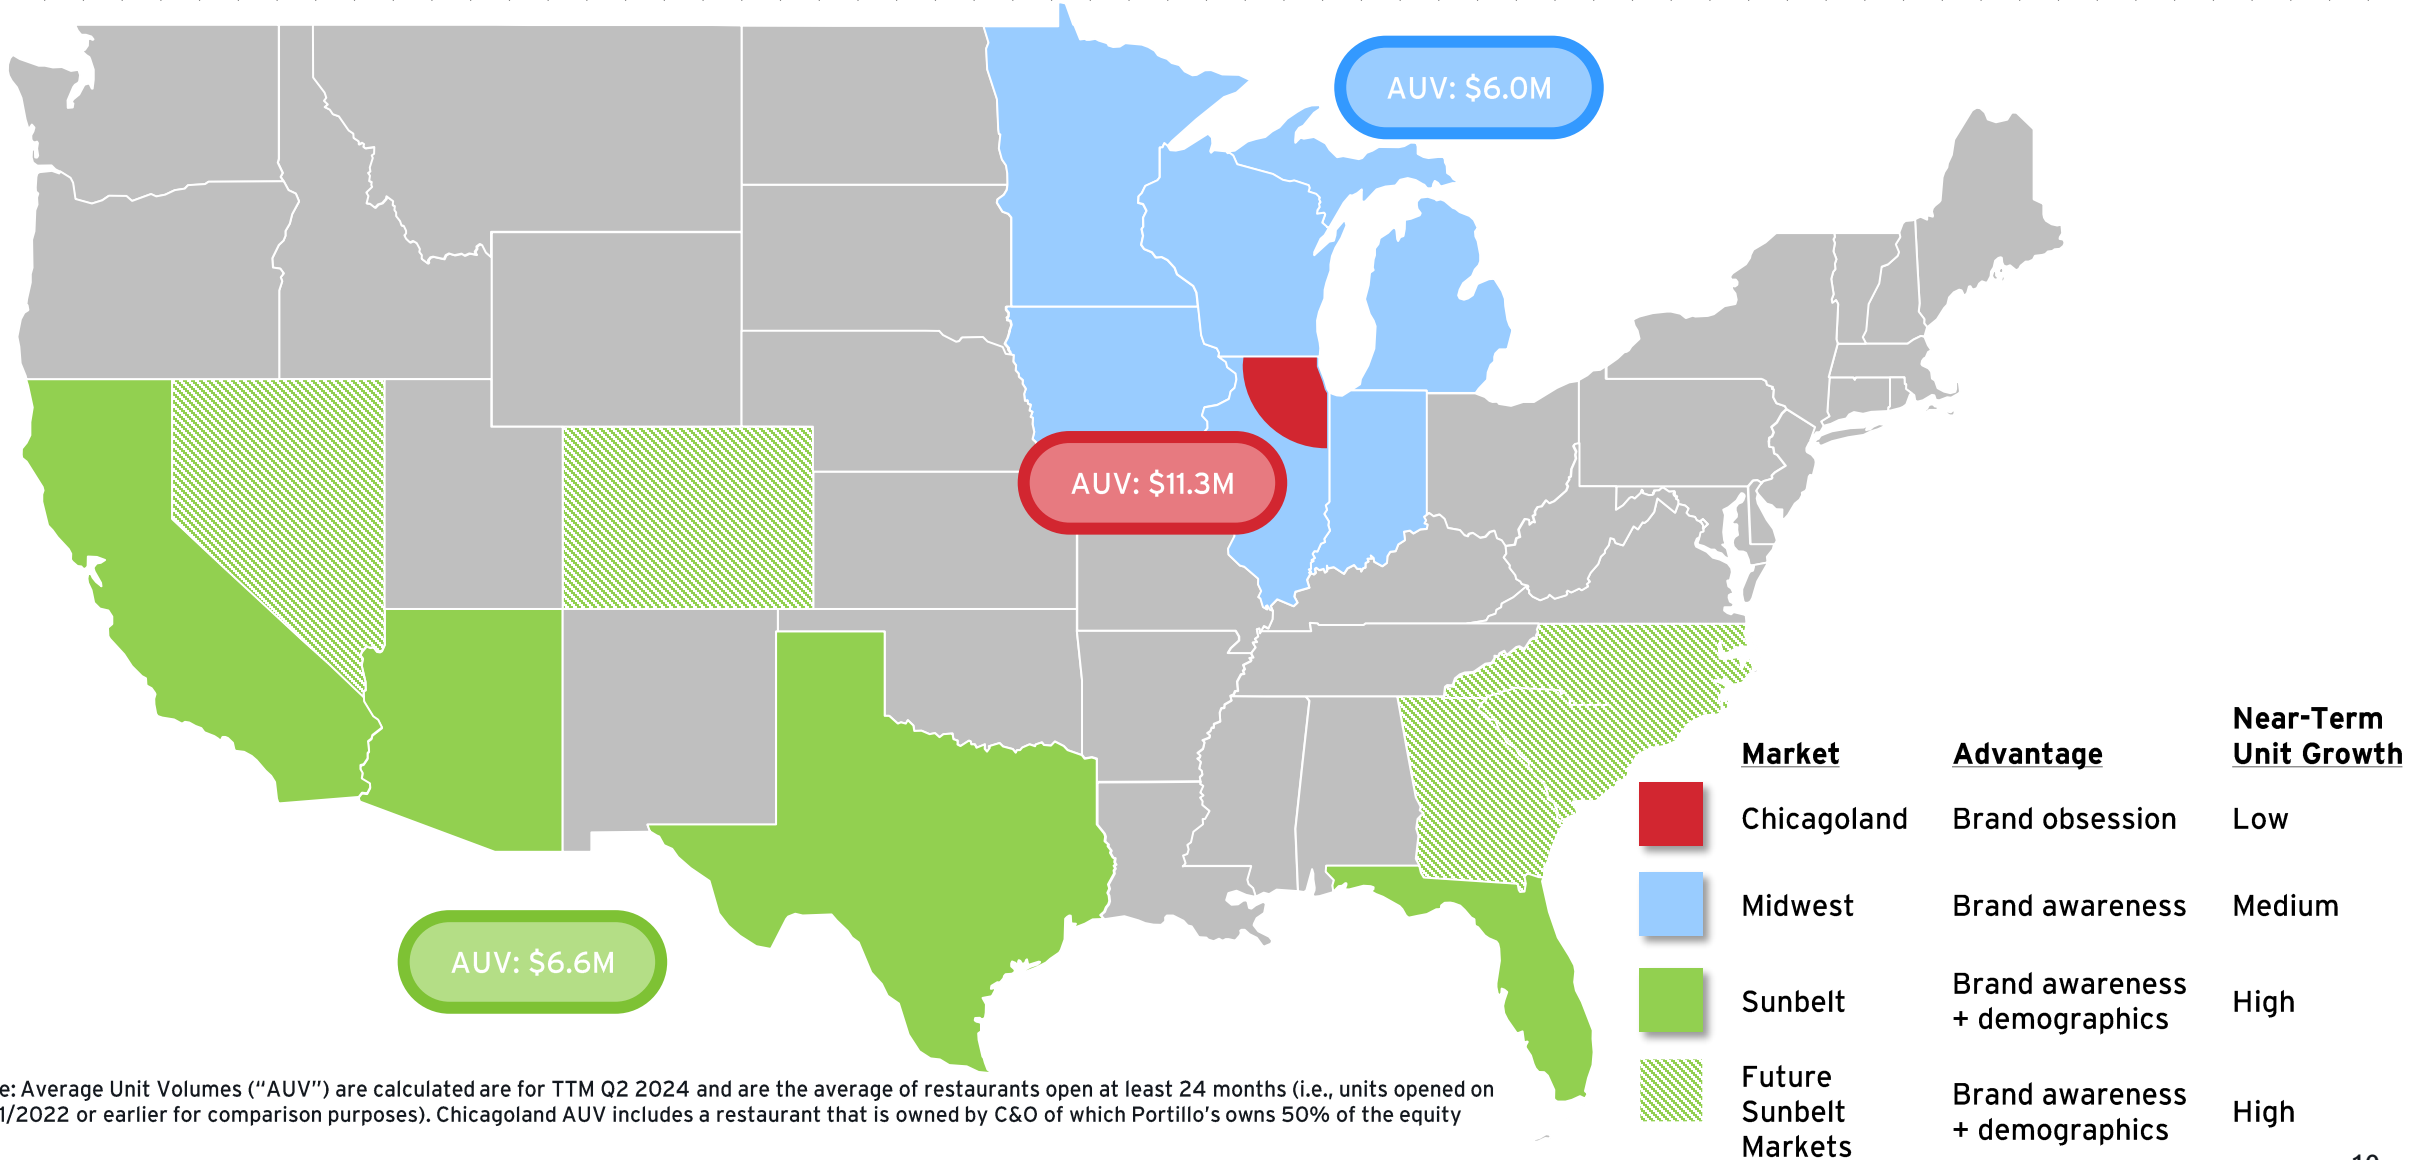 AUV: $6.0M
AUV: $11.3M
AUV: $6.6M
Near-Term
Market Advantage Unit Growth
Chicagoland Brand obsession Low
Midwest Brand awareness Medium
Sunbelt Brand awareness + demographics High
Future Sunbelt Markets Brand awareness + demographics High
e: Average Unit Volumes (“AUV”) are calculated are for TTM Q2 2024 and are the average of restaurants open at least 24 months (i.e., units opened on
1/2022 or earlier for comparison purposes). Chicagoland AUV includes a restaurant that is owned by C&O of which Portillo’s owns 50% of the equity